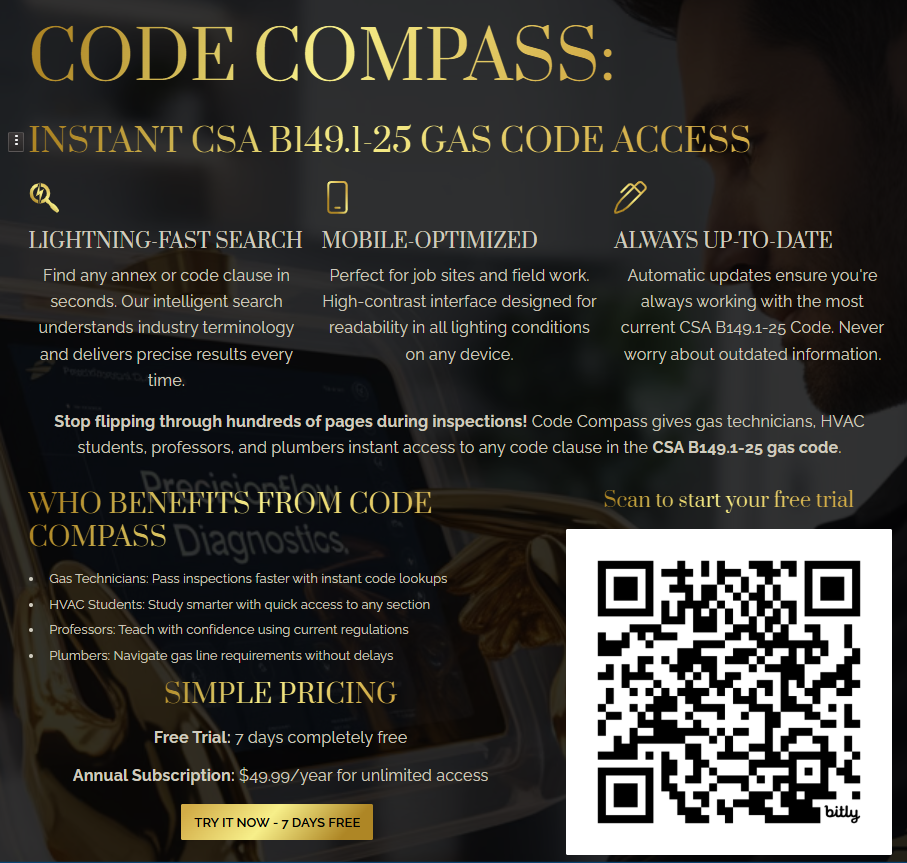 CODE COMPASS:
INSTANT CSA B149.1-25 GAS CODE ACCESS
LIGHTNING-FAST SEARCH
Find any annex or code clause in
seconds. Our intelligent search
understands industry terminology
and delivers precise results every
time.
MOBILE-OPTIMIZED
Perfect for job sites and field work.
High-contrast interface designed for
readability in all lighting conditions
on any device.
ALWAYS UP-TO-DATE
Automatic updates ensure you're
always working with the most
current CSA B149.1-25 Code. Never
worry about outdated information.
Stop flipping through hundreds of pages during inspections! Code Compass gives gas technicians, HVAC
students, professors, and plumbers instant access to any code clause in the CSA B149.1-25 gas code.
Precisionflow
Diagnostics.
WHO BENEFITS FROM CODE
COMPASS
• Gas Technicians: Pass inspections faster with instant code lookups
• HVAC Students: Study smarter with quick access to any section
• Professors: Teach with confidence using current regulations
• Plumbers: Navigate gas line requirements without delays
SIMPLE PRICING
Free Trial: 7 days completely free
Annual Subscription: $49.99/year for unlimited access
TRY IT NOW - 7 DAYS FREE
Scan to start your free trial
bitly